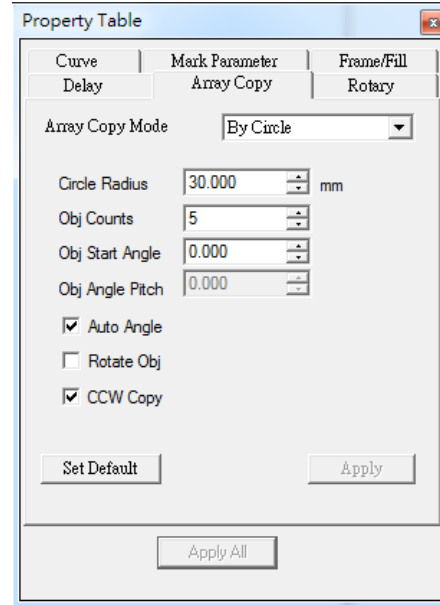 Property Table
Curve Mark Parameter Frame/Fill
Delay Array Copy Rotary
Array Copy Mode By Circle
Circle Radius 30.000 mm
Obj Counts 5
Obj Start Angle 0.000
Obj Angle Pitch 0.000
Auto Angle
Rotate Obj
CCW Copy
Set Default Apply
Apply All